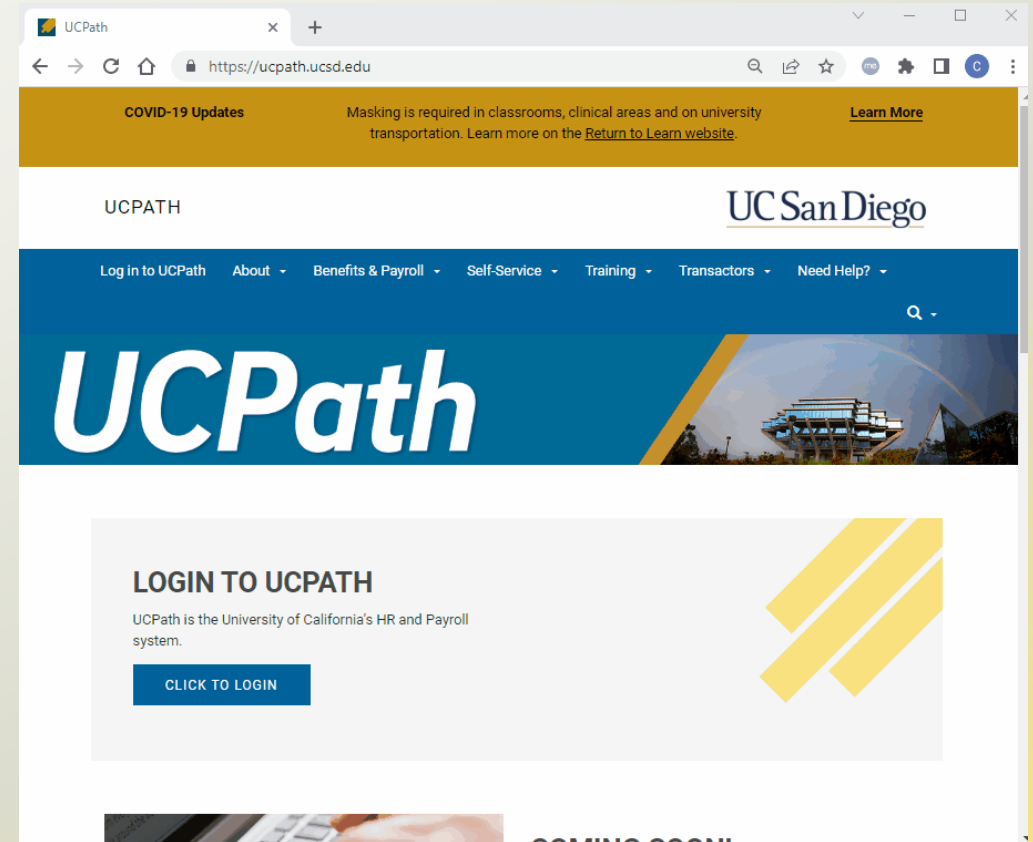 UCPath
https://ucpath.ucsd.edu
me
C
COVID-19 Updates
Masking is required in classrooms, clinical areas and on university
transportation. Learn more on the Return to Learn website.
Learn More
UCPATH
UC San Diego
Log in to UCPath About Benefits & Payroll Self-Service Training Transactors Need Help?
UCPath
LOGIN TO UCPATH
UCPath is the University of California's HR and Payroll
system.
CLICK TO LOGIN
COMING SOON!